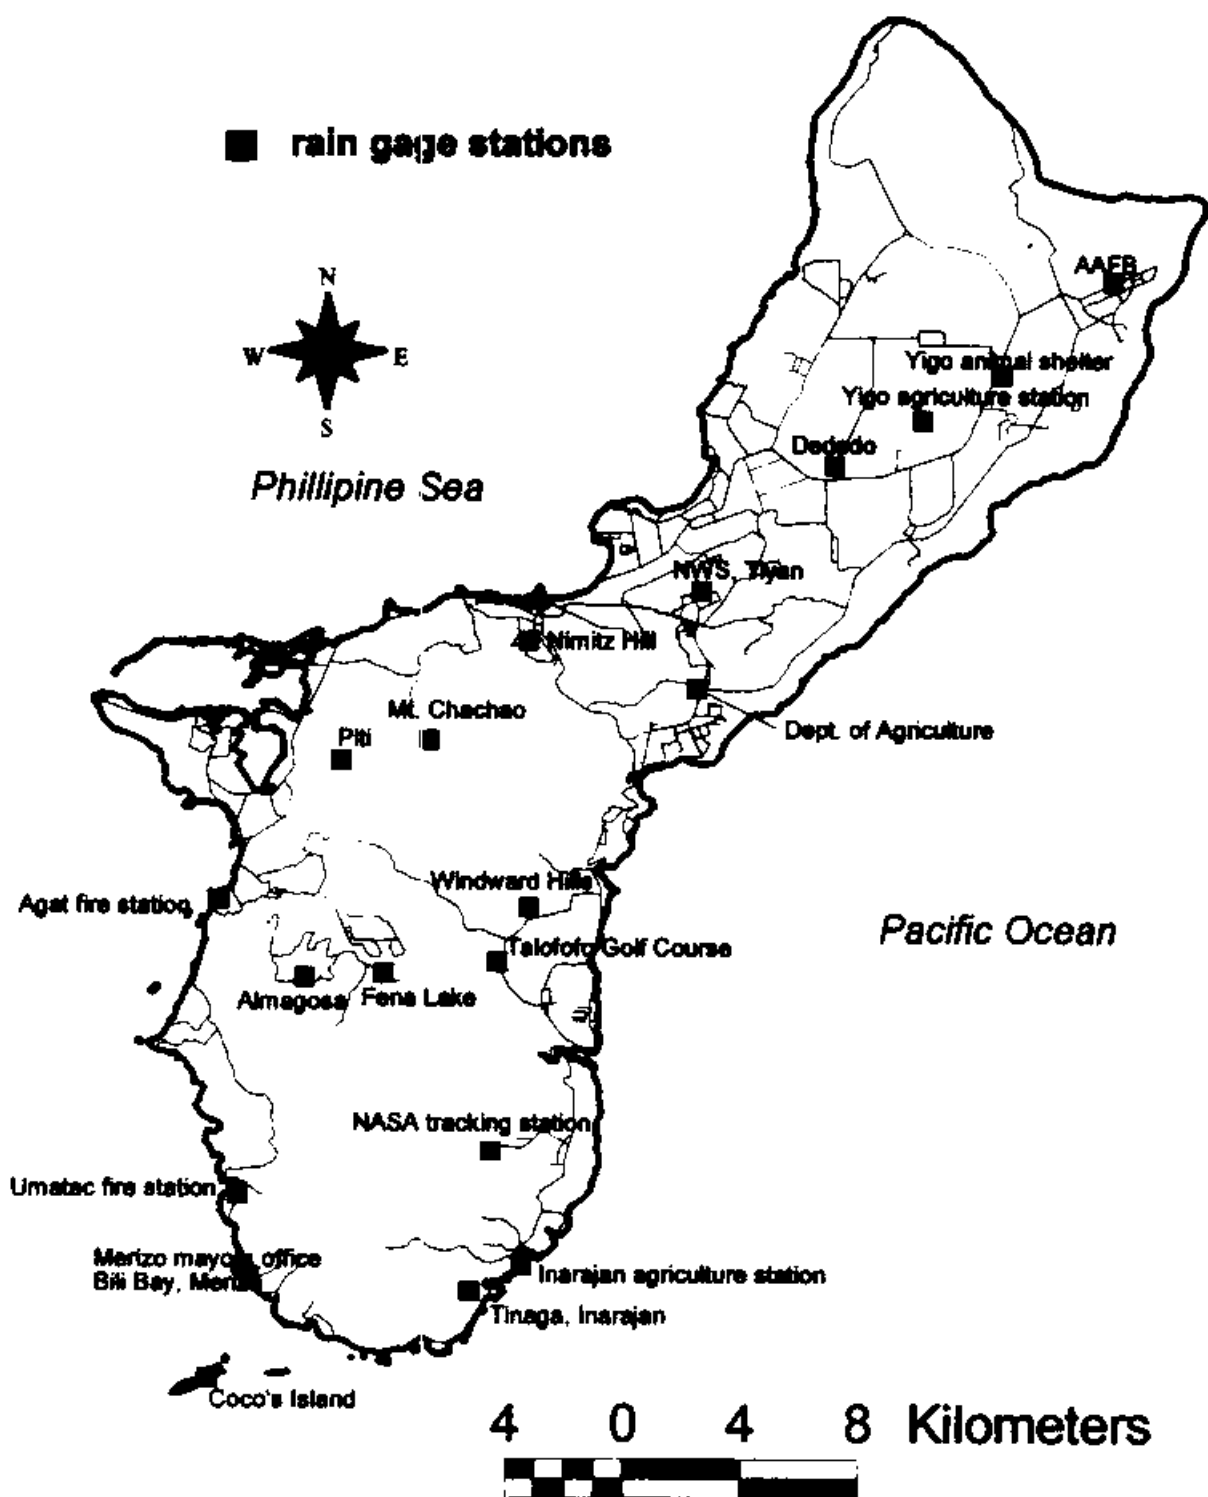 rain gage stations
N
W
E
S
AAFB
Yigo animal shelter
Yigo agriculture station
Dededo
Phillipine Sea
NWS, Tiyan
Nimitz Hill
Mt. Chachao
Piti
Dept. of Agriculture
Windward Hills
Agat fire station
Pacific Ocean
Talofofo Golf Course
Almagosa
Fena Lake
NASA tracking station
Umatac fire station
Merizo mayors office
Bili Bay, Merizo
Inarajan agriculture station
Tinaga, Inarajan
Coco's Island
4 0 4 8 Kilometers